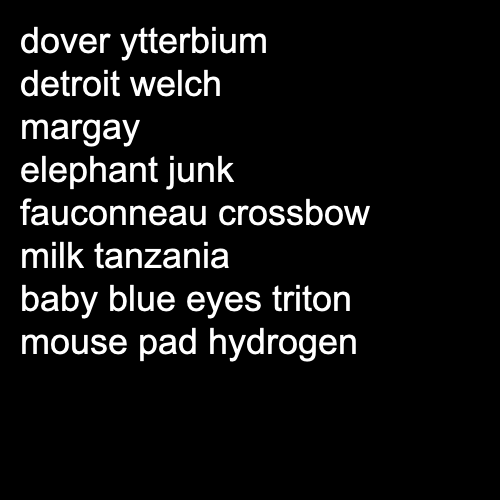 dover ytterbium
detroit welch
margay
elephant junk
fauconneau crossbow
milk tanzania
baby blue eyes triton
mouse pad hydrogen